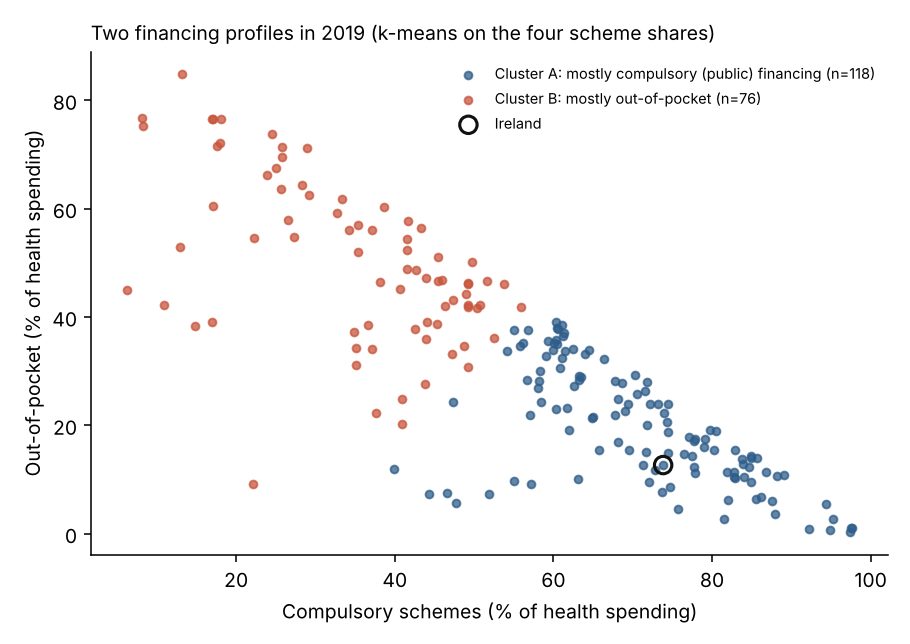 Two financing profiles in 2019 (k-means on the four scheme shares)
Cluster A: mostly compulsory (public) financing (n=118)
Cluster B: mostly out-of-pocket (n=76)
Ireland
Out-of-pocket (% of health spending)
80
60
40
20
0
20 40 60 80 100
Compulsory schemes (% of health spending)